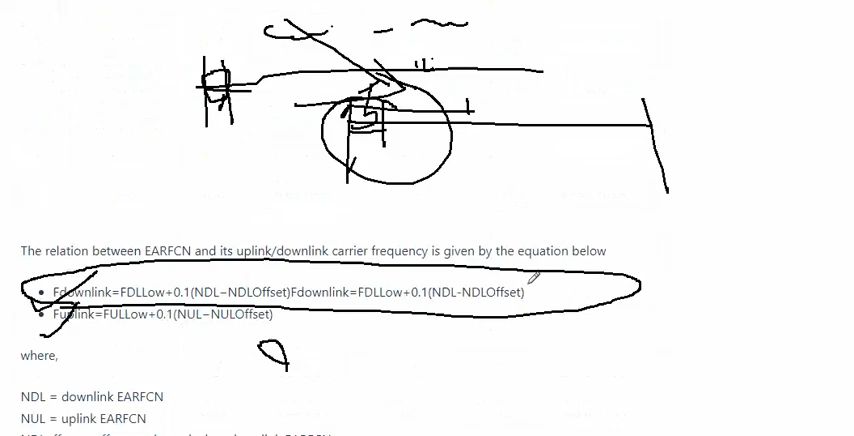 The relation between EARFCN and its uplink/downlink carrier frequency is given by the equation below
• Fdownlink=FDLLow+0.1(NDL−NDLOffset)Fdownlink=FDLLow+0.1(NDL-NDLOffset)
• Fuplink=FULLow+0.1(NUL−NULOffset)
where,
NDL = downlink EARFCN
NUL = uplink EARFCN